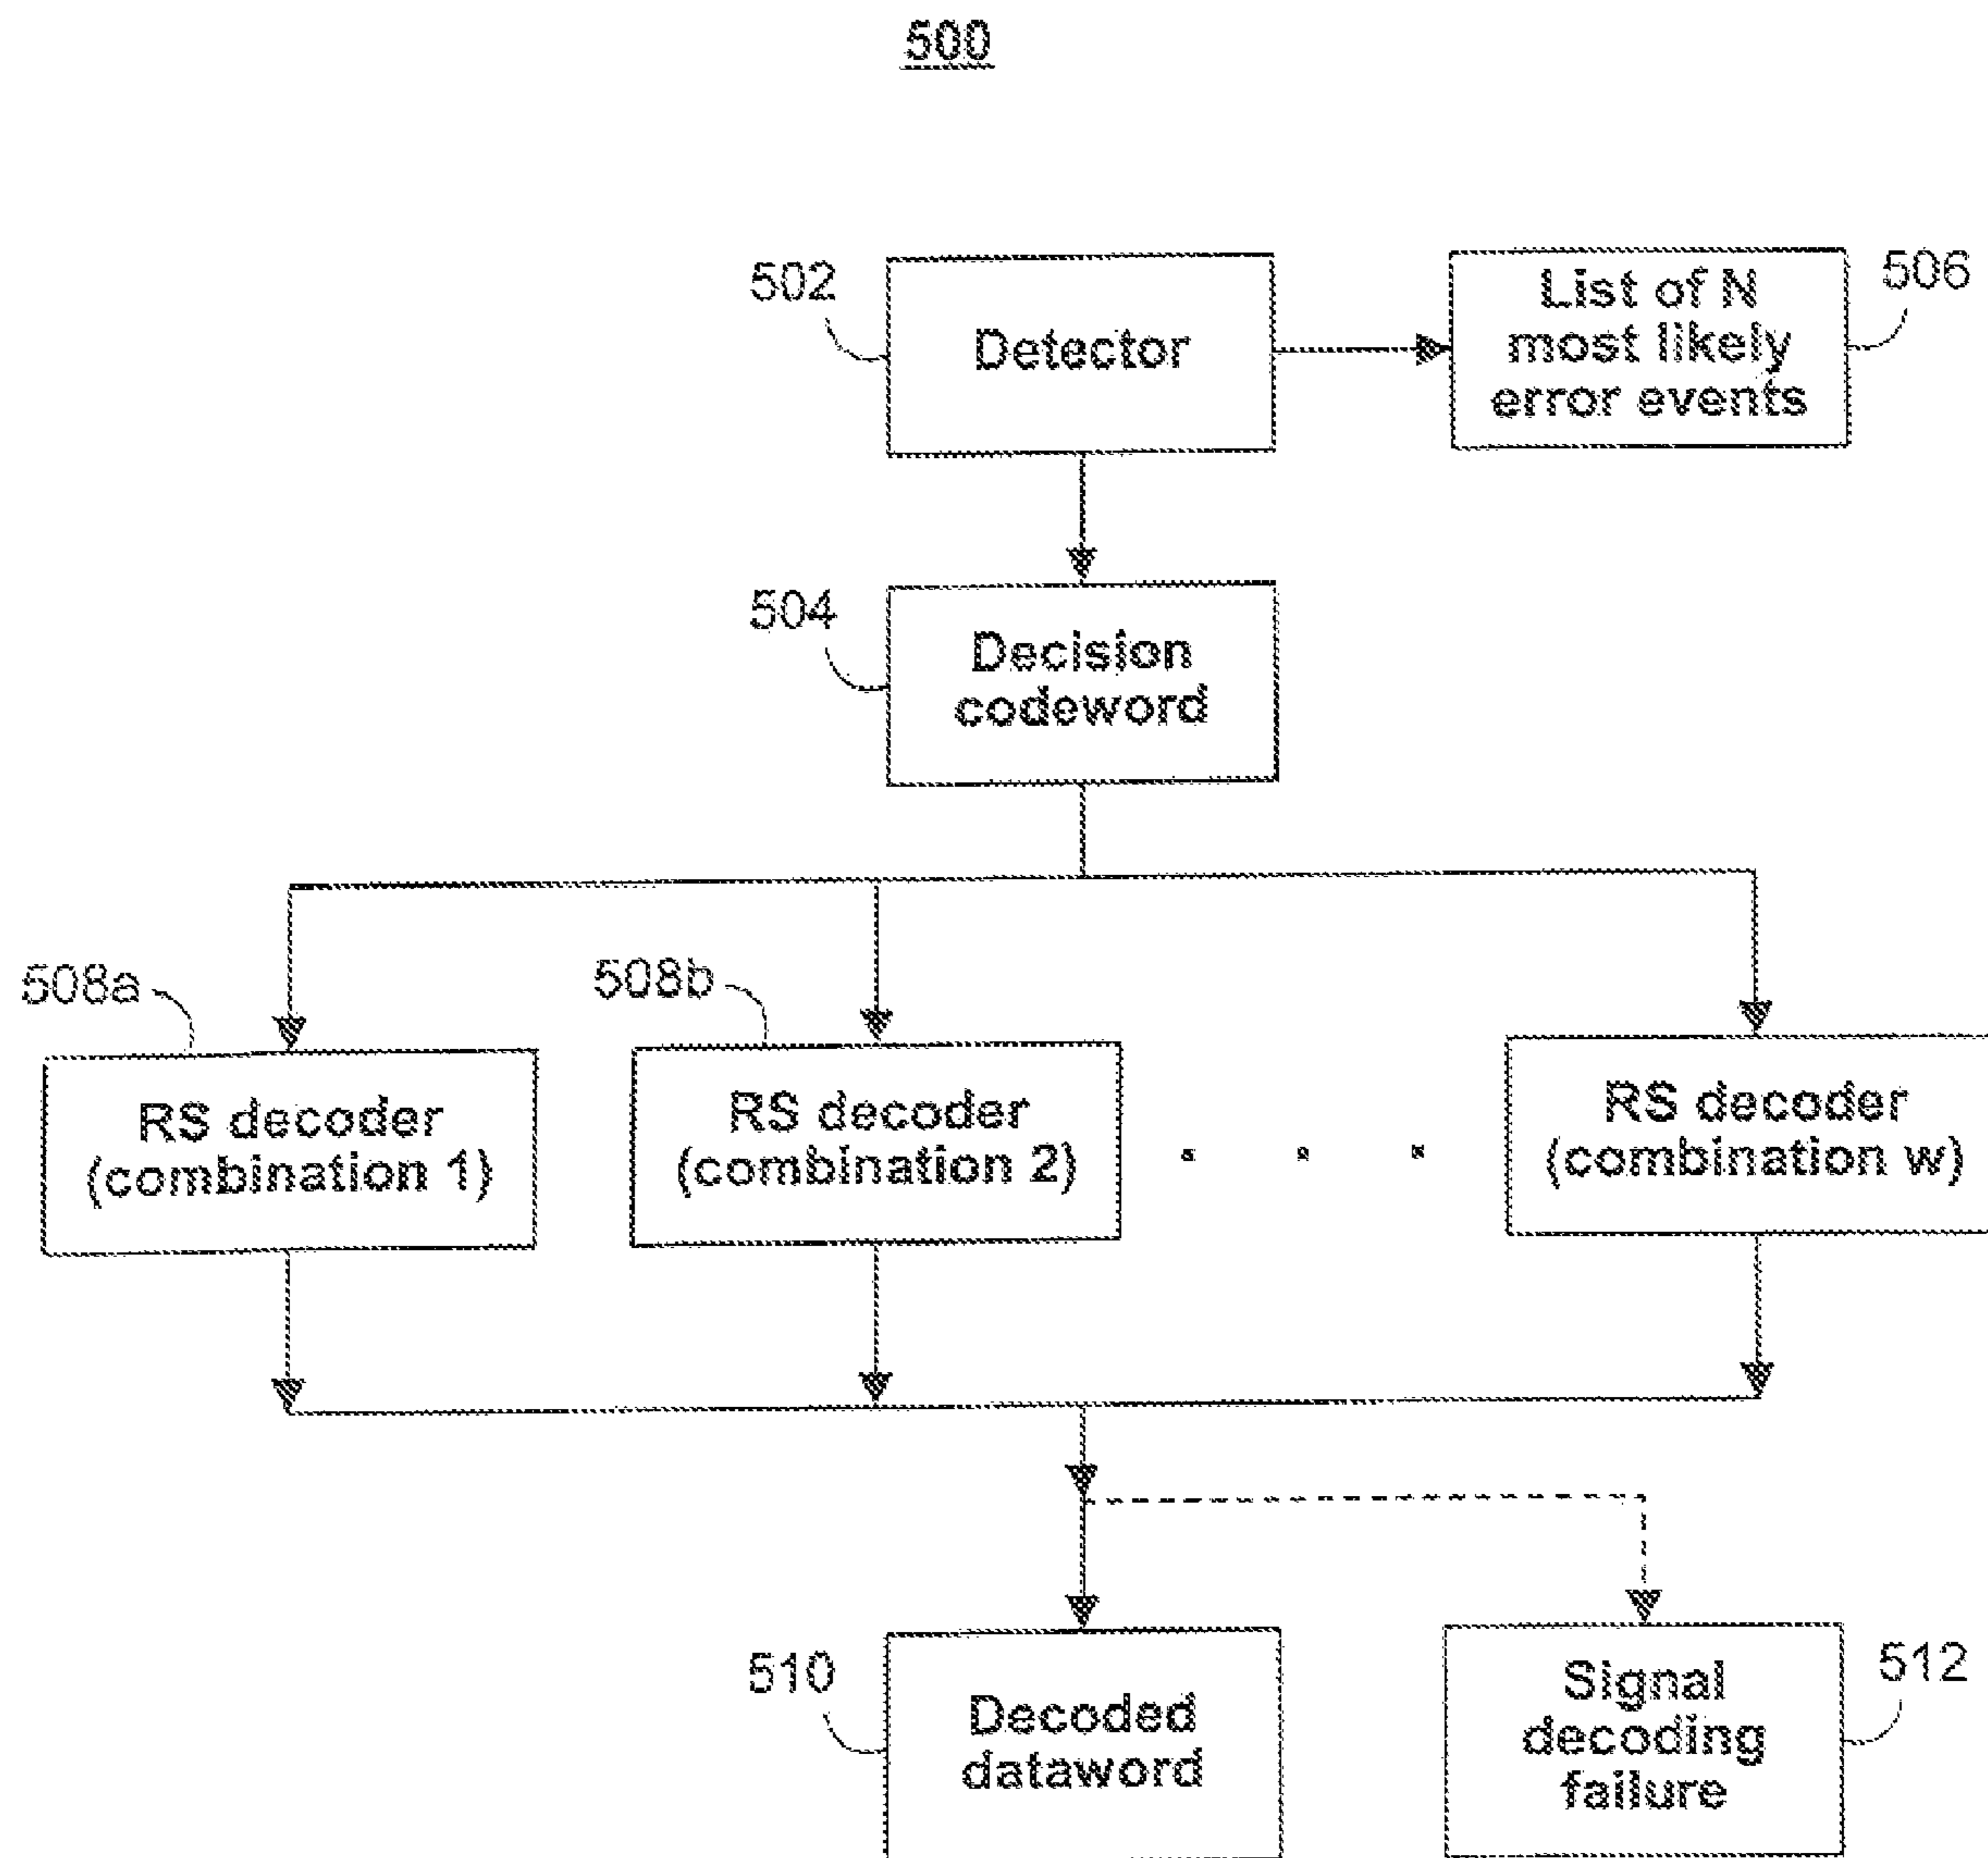 500
502
Detector
List of N
most likely
error events
506
504
Decision
codeword
508a
508b
RS decoder
(combination 1)
RS decoder
(combination 2)
. . .
RS decoder
(combination w)
510
Decoded
dataword
Signal
decoding
failure
512